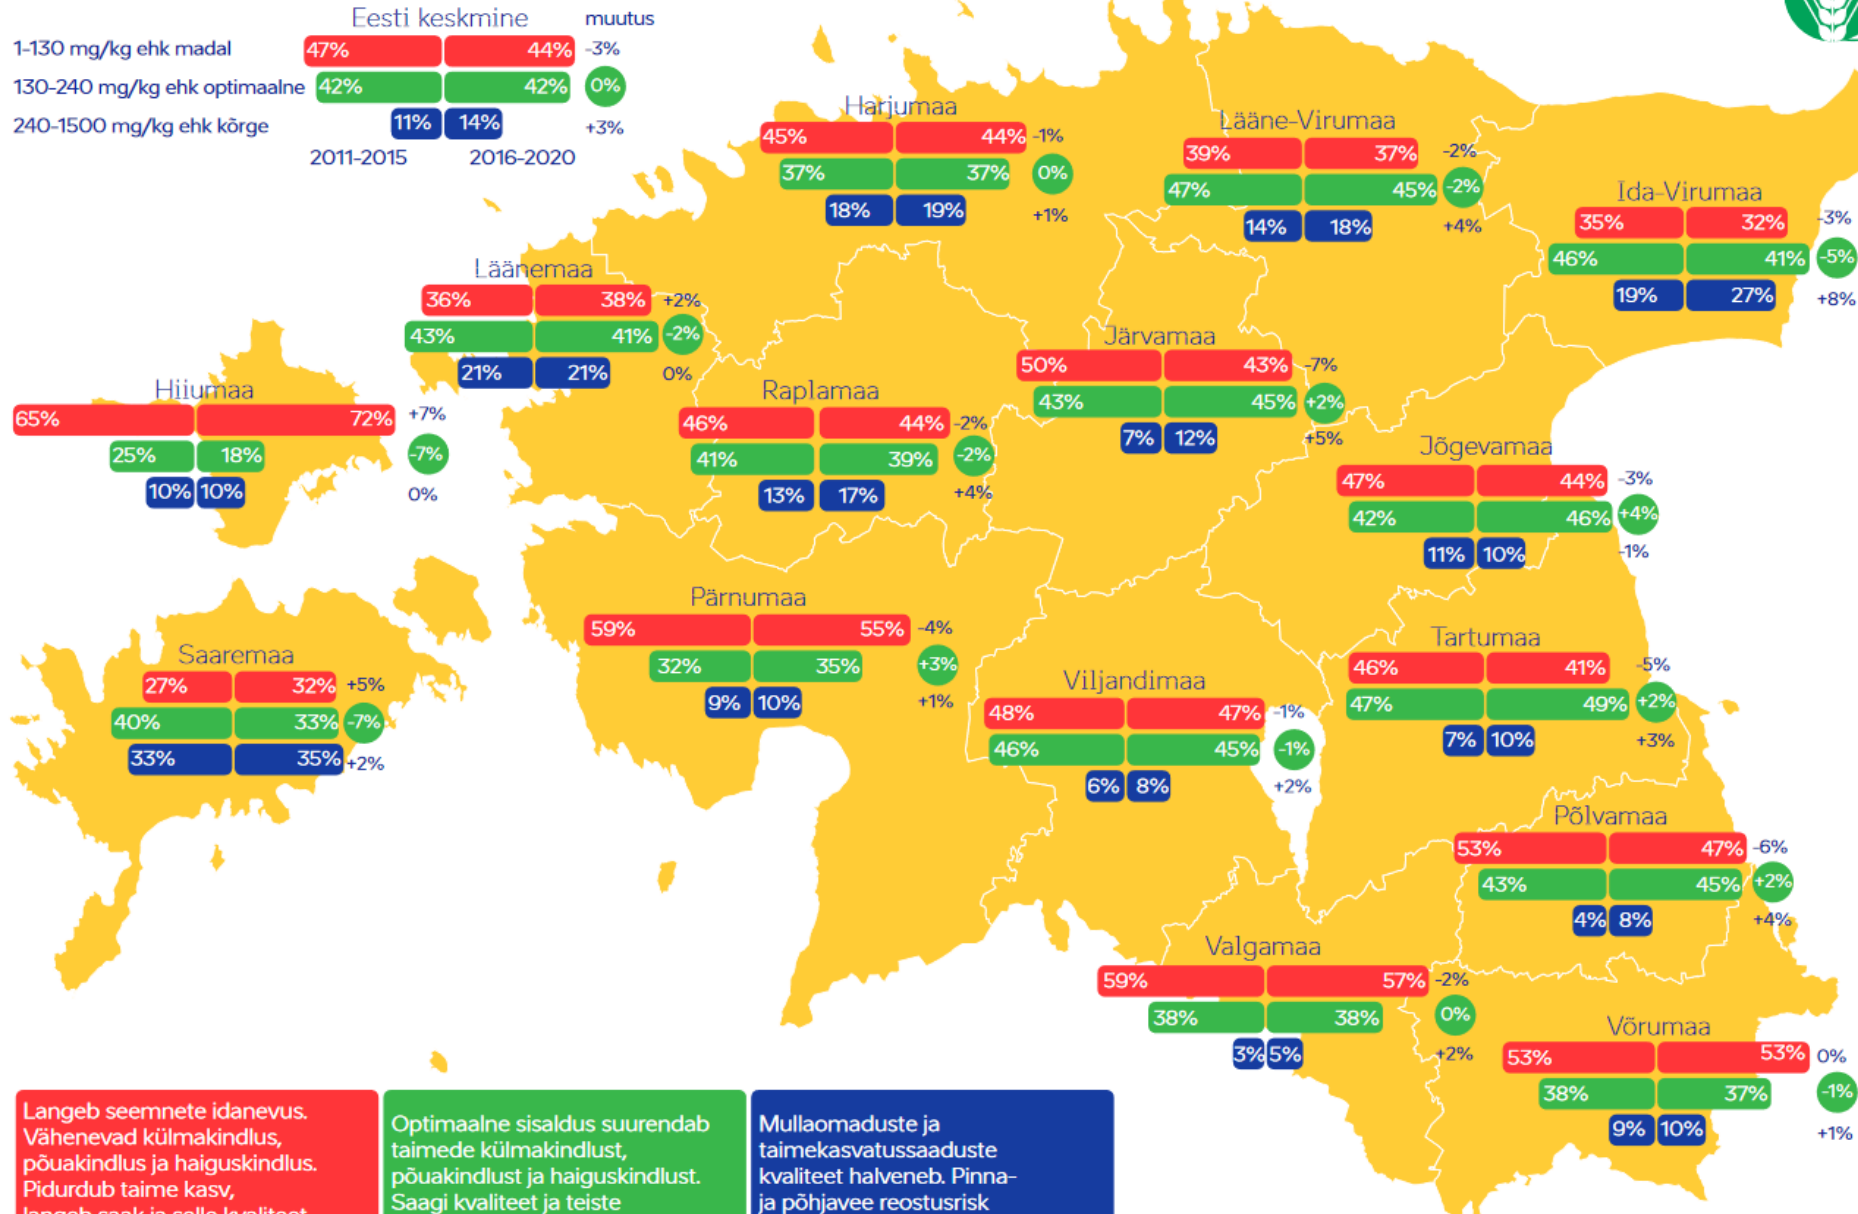 Eesti keskmine muutus
1-130 mg/kg ehk madal 47% 44% -3%
130-240 mg/kg ehk optimaalne 42% 42% 0%
240-1500 mg/kg ehk kõrge 11% 14% +3%
2011-2015 2016-2020
Harjumaa
45% 44% -1%
37% 37% 0%
18% 19% +1%
Lääne-Virumaa
39% 37% -2%
47% 45% -2%
14% 18% +4%
Ida-Virumaa
35% 32% -3%
46% 41% -5%
19% 27% +8%
Läänemaa
36% 38% +2%
43% 41% -2%
21% 21% 0%
Järvamaa
50% 43% -7%
43% 45% +2%
7% 12% +5%
Hiiumaa
65% 72% +7%
25% 18% -7%
10% 10% 0%
Raplamaa
46% 44% -2%
41% 39% -2%
13% 17% +4%
Jõgevamaa
47% 44% -3%
42% 46% +4%
11% 10% -1%
Pärnumaa
59% 55% -4%
32% 35% +3%
9% 10% +1%
Tartumaa
46% 41% -5%
47% 49% +2%
7% 10% +3%
Saaremaa
27% 32% +5%
40% 33% -7%
33% 35% +2%
Viljandimaa
48% 47% -1%
46% 45% -1%
6% 8% +2%
Põlvamaa
53% 47% -6%
43% 45% +2%
4% 8% +4%
Valgamaa
59% 57% -2%
38% 38% 0%
3% 5% +2%
Võrumaa
53% 53% 0%
38% 37% -1%
9% 10% +1%
Langeb seemnete idanevus.
Vähenevad külmakindlus,
põuakindlus ja haiguskindlus.
Pidurdub taime kasv,
langeb saak ja selle kvaliteet
Optimaalne sisaldus suurendab
taimede külmakindlust,
põuakindlust ja haiguskindlust.
Saagi kvaliteet ja teiste
Mullaomaduste ja
taimekasvatussaaduste
kvaliteet halveneb. Pinna-
ja põhjavee reostusrisk